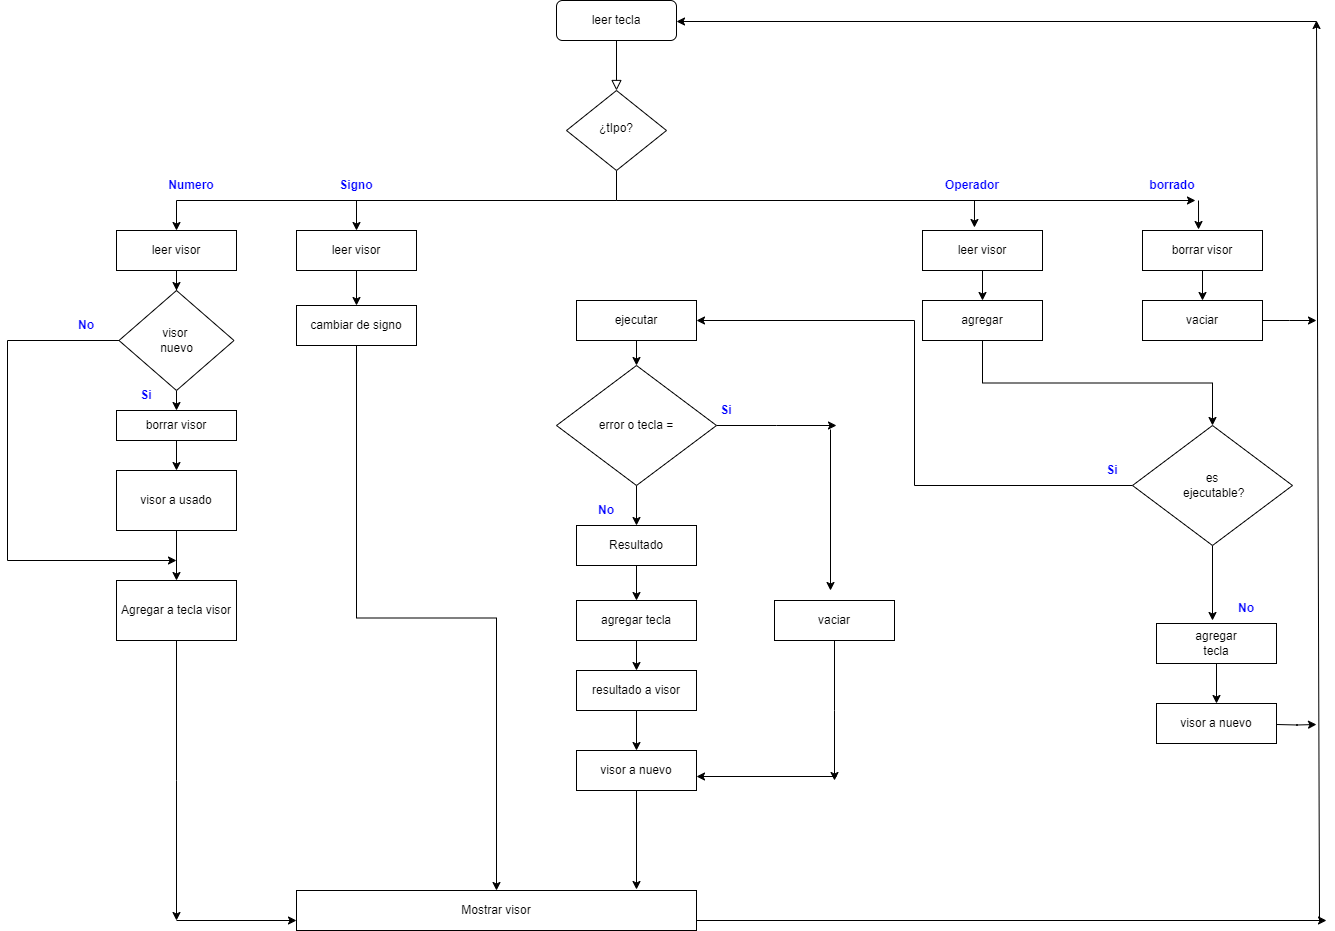 leer tecla
¿tIpo?
Numero
Signo
Operador
borrado
leer visor
leer visor
leer visor
borrar visor
visor
nuevo
No
cambiar de signo
ejecutar
agregar
vaciar
Si
borrar visor
error o tecla =
Si
visor a usado
Si
es
ejecutable?
No
Resultado
Agregar a tecla visor
agregar tecla
vaciar
No
agregar
tecla
resultado a visor
visor a nuevo
visor a nuevo
Mostrar visor